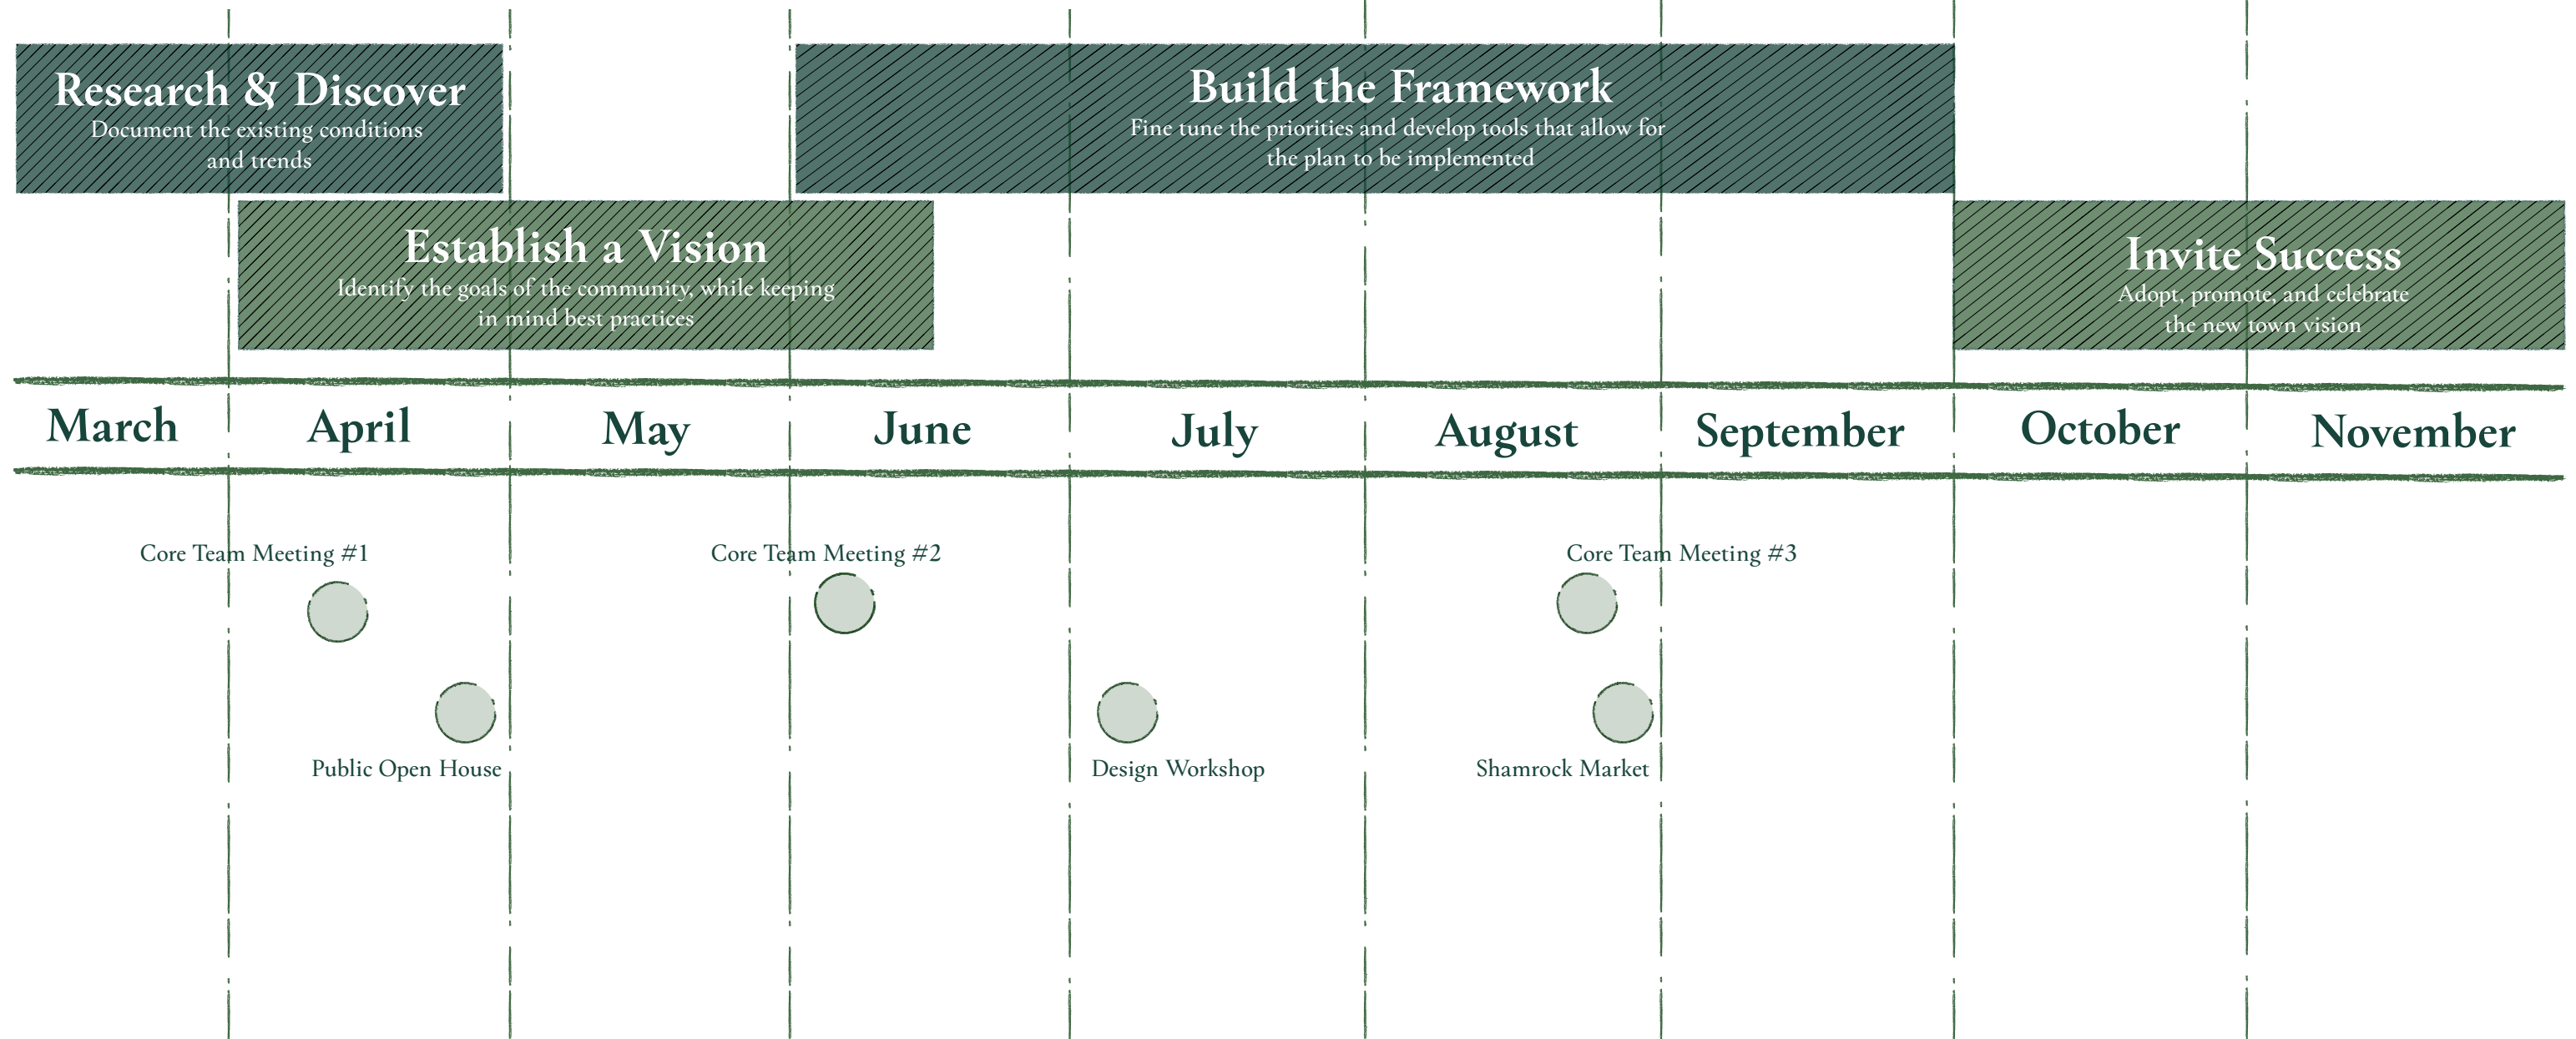 Research & Discover
Document the existing conditions
and trends
Build the Framework
Fine tune the priorities and develop tools that allow for
the plan to be implemented
Establish a Vision
Identify the goals of the community, while keeping
in mind best practices
Invite Success
Adopt, promote, and celebrate
the new town vision
March
April
May
June
July
August
September
October
November
Core Team Meeting #1
Core Team Meeting #2
Core Team Meeting #3
Public Open House
Design Workshop
Shamrock Market